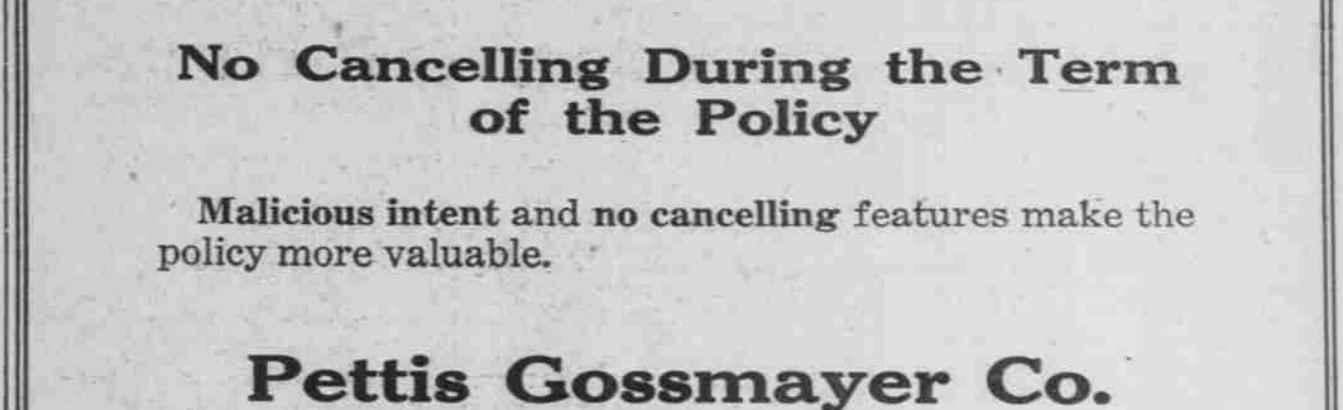 No Cancelling During the Term
of the Policy
Malicious intent and no cancelling features make the
policy more valuable.
Pettis Gossmayer Co.